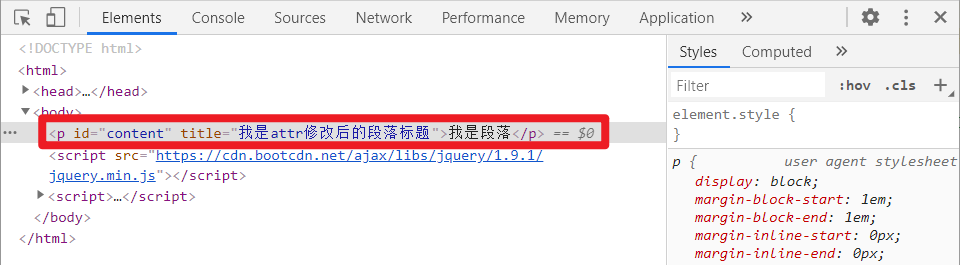 Elements Console Sources Network Performance Memory Application »
<!DOCTYPE html>
<html>
<head>…</head>
<body>
<p id="content" title="我是attr修改后的段落标题">我是段落</p> == $0
<script src="https://cdn.bootcdn.net/ajax/libs/jquery/1.9.1/
jquery.min.js"></script>
<script>…</script>
</body>
</html>
Styles Computed »
Filter :hov .cls +
element.style {
}
p { user agent stylesheet
display: block;
margin-block-start: 1em;
margin-block-end: 1em;
margin-inline-start: 0px;
margin-inline-end: 0px;